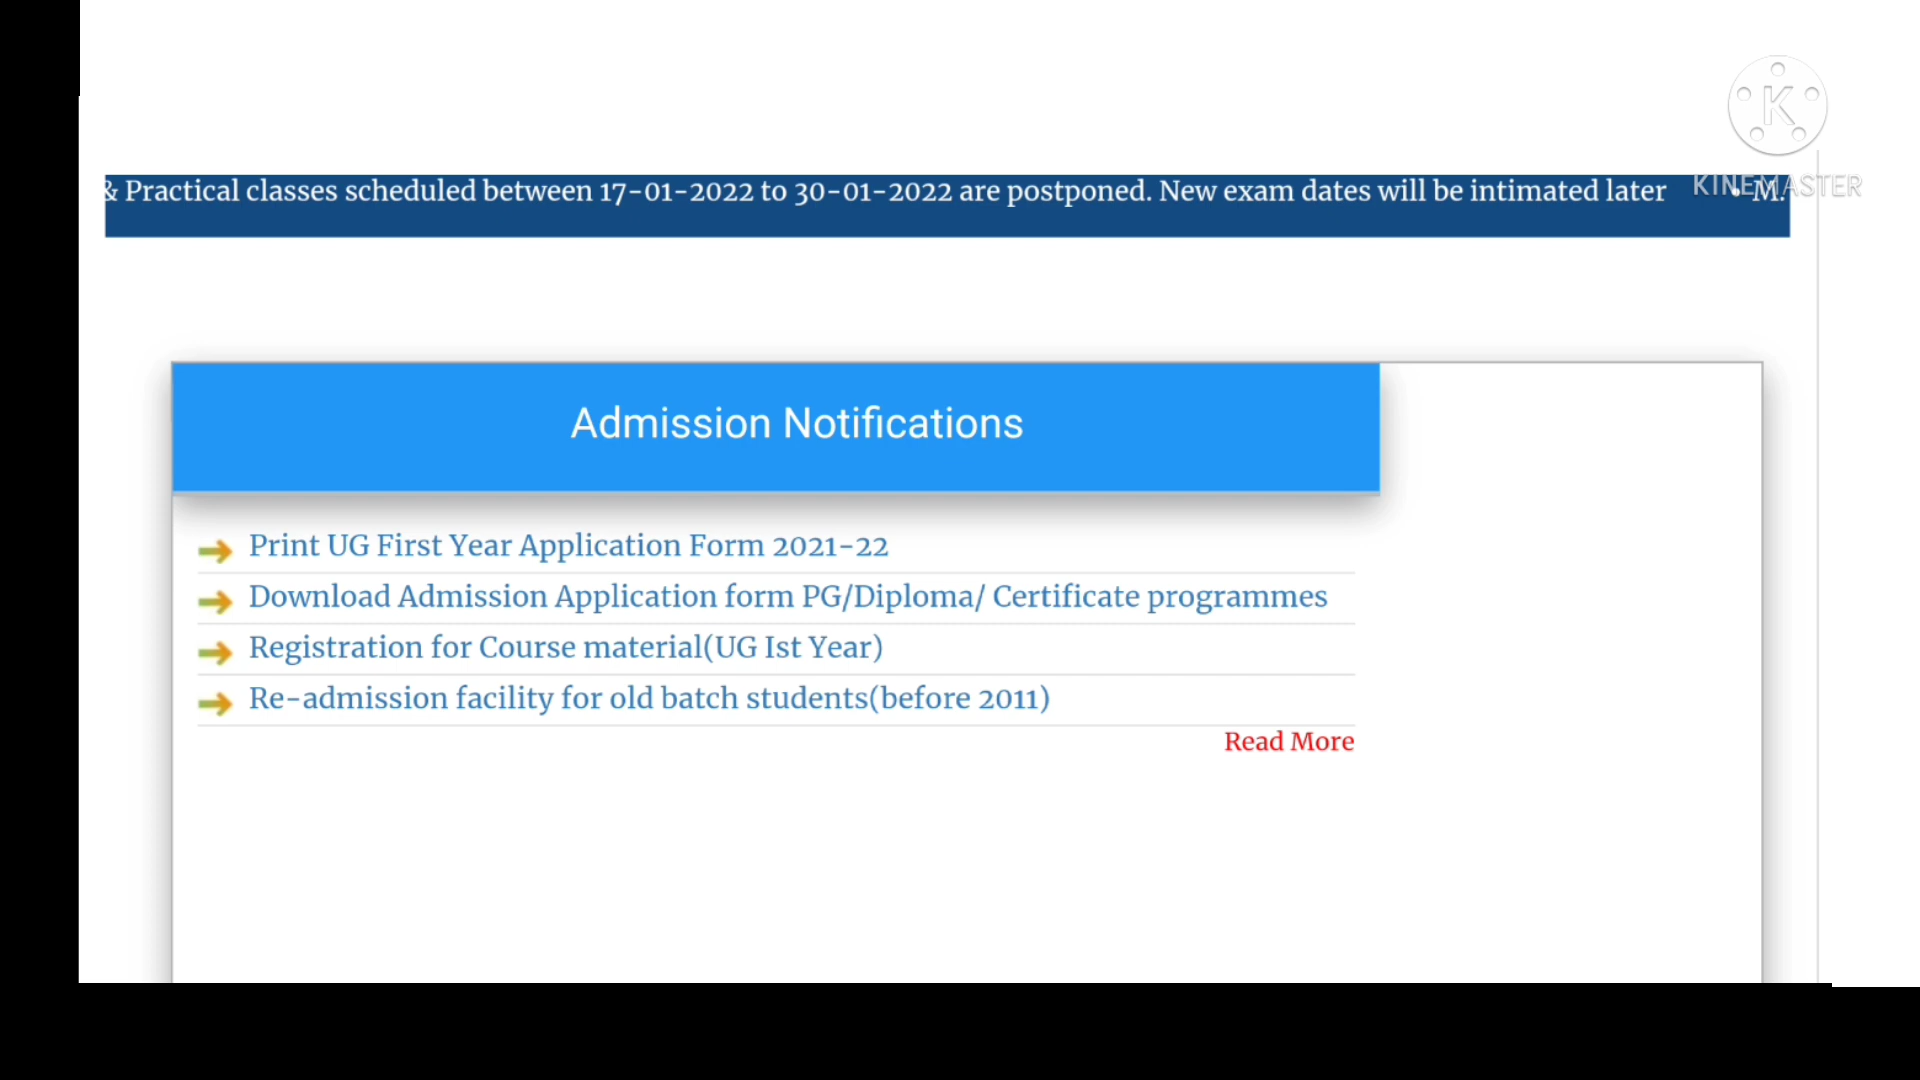 & Practical classes scheduled between 17-01-2022 to 30-01-2022 are postponed. New exam dates will be intimated later • M.
K
KINEMASTER
Admission Notifications
Print UG First Year Application Form 2021-22
Download Admission Application form PG/Diploma/ Certificate programmes
Registration for Course material(UG Ist Year)
Re-admission facility for old batch students(before 2011)
Read More